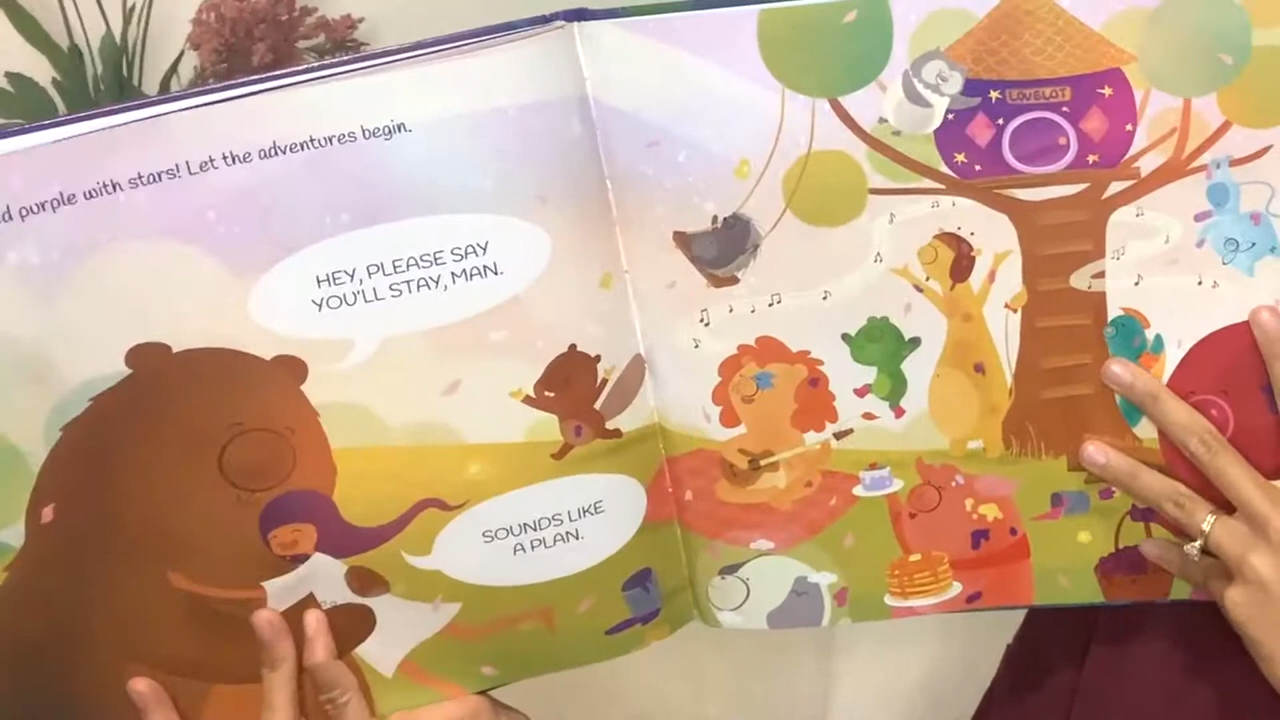 d purple with stars! Let the adventures begin.
HEY, PLEASE SAY
YOU'LL STAY, MAN.
SOUNDS LIKE
A PLAN.
LOVELOT